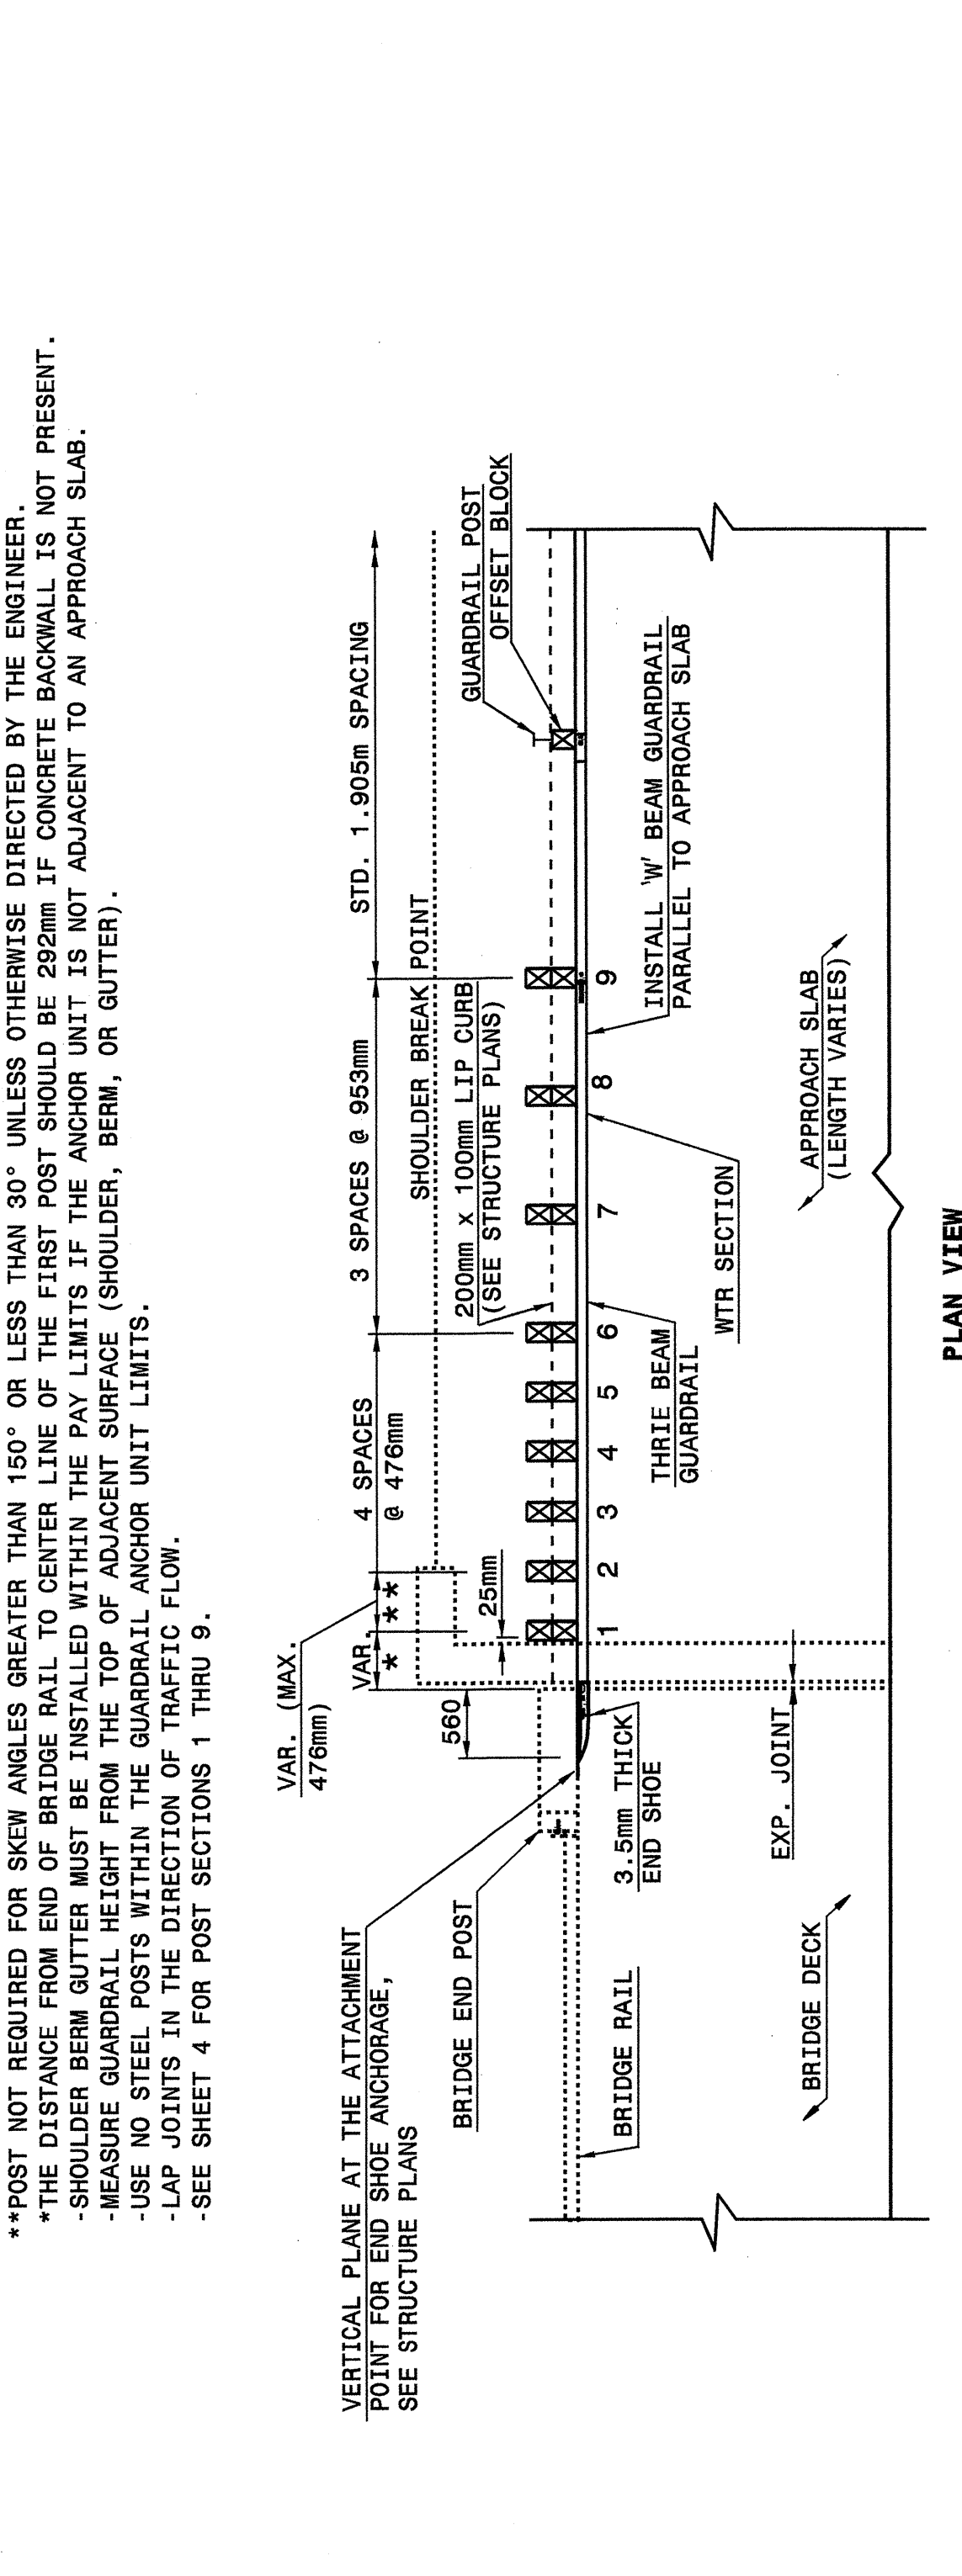 **POST NOT REQUIRED FOR SKEW ANGLES GREATER THAN 150° OR LESS THAN 30° UNLESS OTHERWISE DIRECTED BY THE ENGINEER.
*THE DISTANCE FROM END OF BRIDGE RAIL TO CENTER LINE OF THE FIRST POST SHOULD BE 292mm IF CONCRETE BACKWALL IS NOT PRESENT.
-SHOULDER BERM GUTTER MUST BE INSTALLED WITHIN THE PAY LIMITS IF THE ANCHOR UNIT IS NOT ADJACENT TO AN APPROACH SLAB.
-MEASURE GUARDRAIL HEIGHT FROM THE TOP OF ADJACENT SURFACE (SHOULDER, BERM, OR GUTTER).
-USE NO STEEL POSTS WITHIN THE GUARDRAIL ANCHOR UNIT LIMITS.
-LAP JOINTS IN THE DIRECTION OF TRAFFIC FLOW.
-SEE SHEET 4 FOR POST SECTIONS 1 THRU 9.
VAR. (MAX.
476mm)
VERTICAL PLANE AT THE ATTACHMENT
POINT FOR END SHOE ANCHORAGE,
SEE STRUCTURE PLANS
VAR.
*
**
4 SPACES
@ 476mm
3 SPACES @ 953mm
STD. 1.905m SPACING
SHOULDER BREAK POINT
BRIDGE END POST
560
25mm
200mm x 100mm LIP CURB
(SEE STRUCTURE PLANS)
GUARDRAIL POST
OFFSET BLOCK
1
2
3
4
5
6
7
8
9
BRIDGE RAIL
3.5mm THICK
END SHOE
THRIE BEAM
GUARDRAIL
WTR SECTION
INSTALL 'W' BEAM GUARDRAIL
PARALLEL TO APPROACH SLAB
EXP. JOINT
BRIDGE DECK
APPROACH SLAB
(LENGTH VARIES)
PLAN VIEW